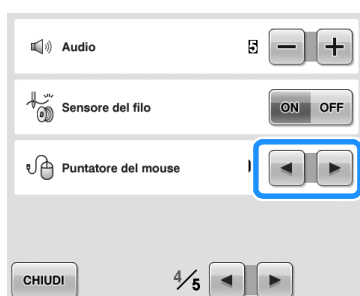 Audio 5 − +
Sensore del filo ON OFF
Puntatore del mouse
CHIUDI 4/5